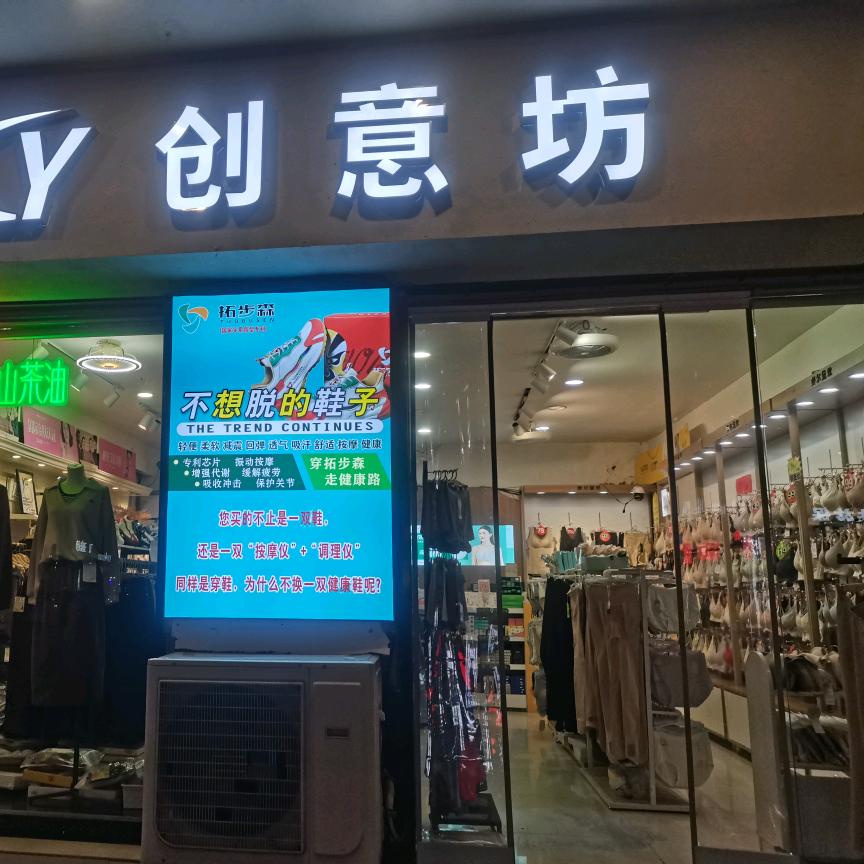 Y 创意坊
拓步森
TUOBUSEN
不想脱的鞋子
THE TREND CONTINUES
轻便 柔软 减震 回弹 透气 吸汗 舒适 按摩 健康
专利芯片 振动按摩
增强代谢 缓解疲劳
吸收冲击 保护关节
穿拓步森
走健康路
您买的不止是一双鞋，
还是一双“按摩仪”+“调理仪”
同样是穿鞋，为什么不换一双健康鞋呢?
山茶油